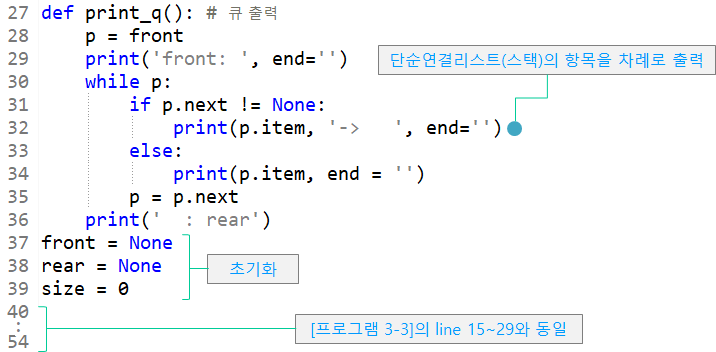 27 def print_q(): # 큐 출력
28     p = front
29     print('front: ', end='')
30     while p:
단순연결리스트(스택)의 항목을 차례로 출력
31         if p.next != None:
32             print(p.item, '->   ', end='')
33         else:
34             print(p.item, end = '')
35         p = p.next
36     print('  : rear')
37 front = None
38 rear = None
초기화
39 size = 0
40
:
[프로그램 3-3]의 line 15~29와 동일
54